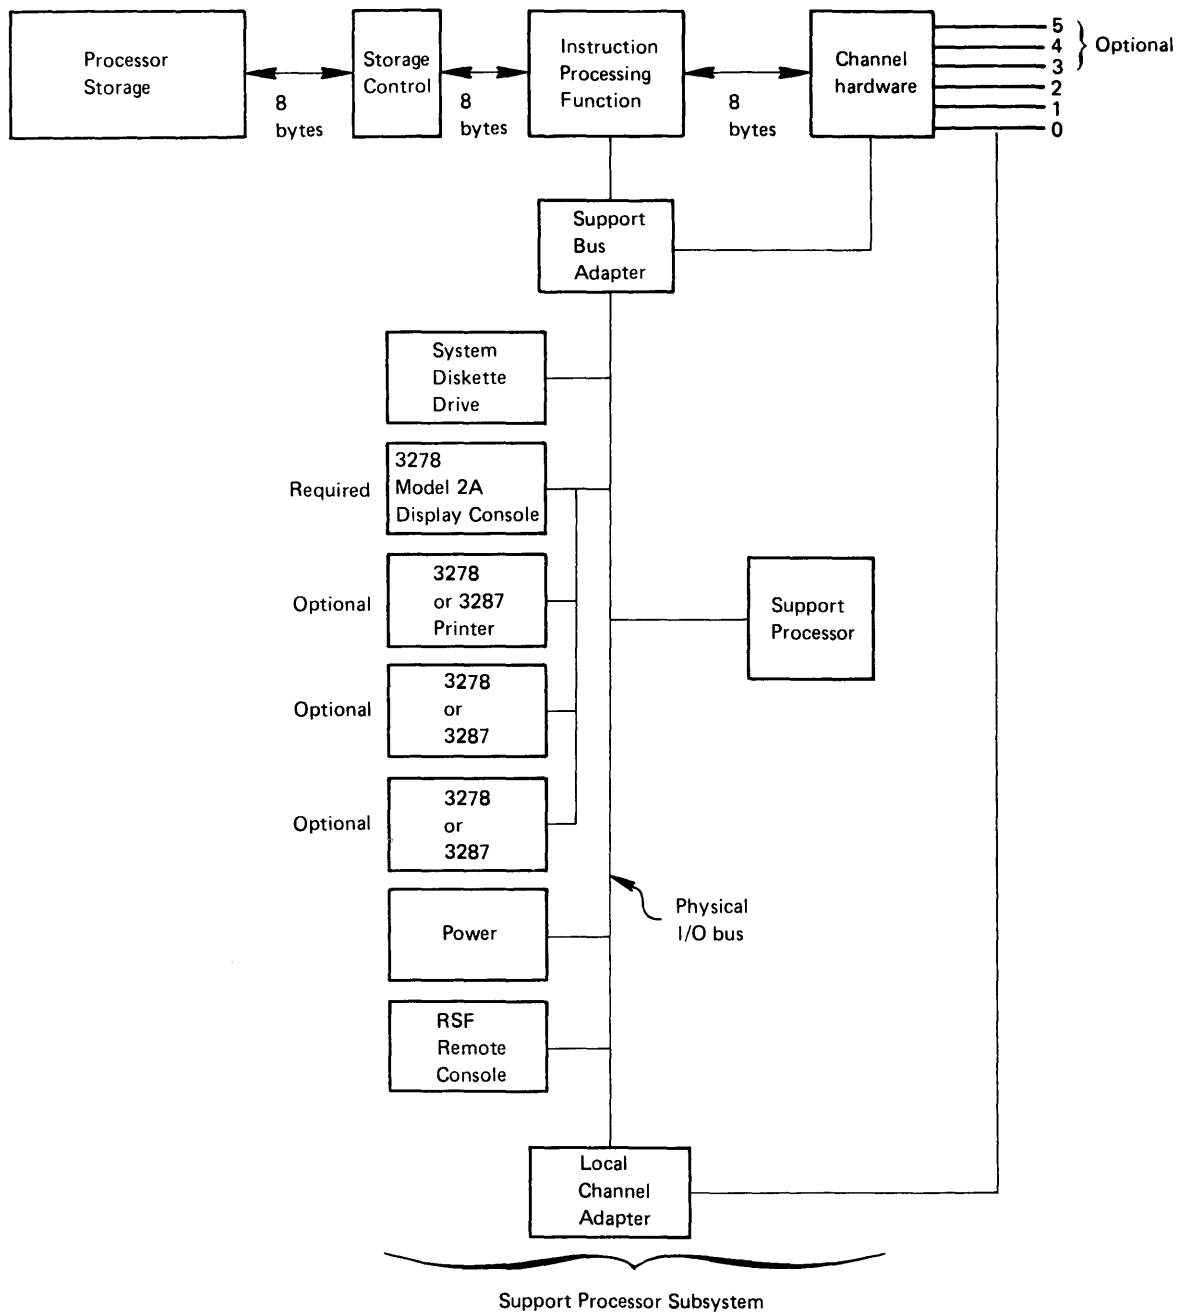 Processor
Storage
8
bytes
Storage
Control
8
bytes
Instruction
Processing
Function
8
bytes
Channel
hardware
5
4
3
2
1
0
Optional
Support
Bus
Adapter
System
Diskette
Drive
Required
3278
Model 2A
Display Console
Optional
3278
or 3287
Printer
Support
Processor
Optional
3278
or
3287
Optional
3278
or
3287
Power
Physical
I/O bus
RSF
Remote
Console
Local
Channel
Adapter
Support Processor Subsystem